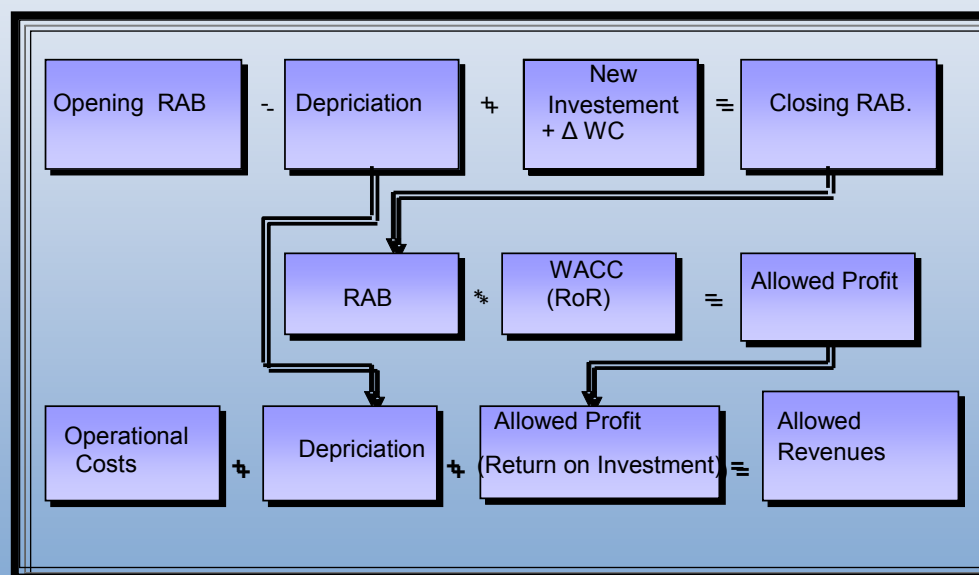 Opening RAB - Depriciation + New = Closing RAB.
Investement
+ Δ WC
RAB * WACC = Allowed Profit
(RoR)
Operational + Depriciation + Allowed Profit = Allowed
Costs (Return on Investment) Revenues